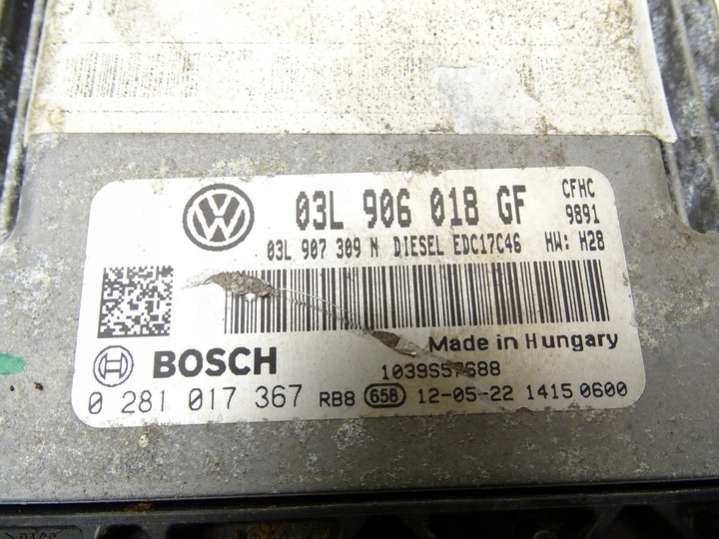 03L 906 018 GF CFHC
9891
03L 907 309 N DIESEL EDC17C46 HW: H28
Made in Hungary
BOSCH 1039S57688
0 281 017 367 RB8 658 12-05-22 1415 0600